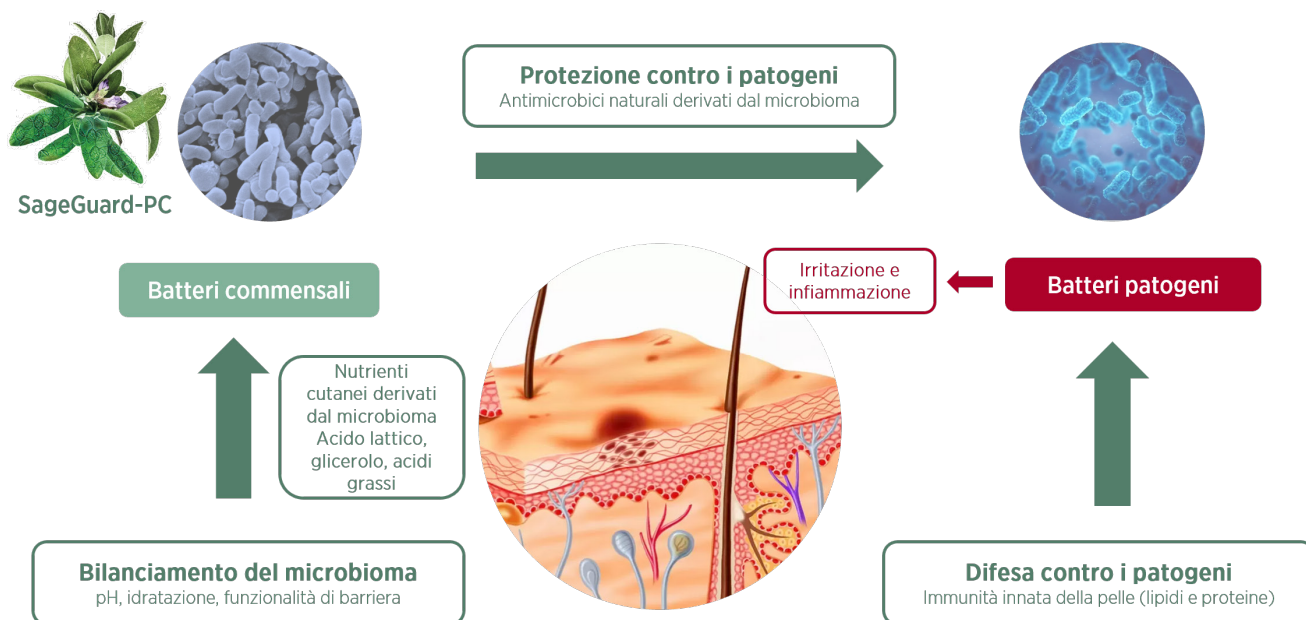 Protezione contro i patogeni
Antimicrobici naturali derivati dal microbioma
SageGuard-PC
Batteri commensali
Irritazione e
infiammazione
Batteri patogeni
Nutrienti
cutanei derivati
dal microbioma
Acido lattico,
glicerolo, acidi
grassi
Bilanciamento del microbioma
pH, idratazione, funzionalità di barriera
Difesa contro i patogeni
Immunità innata della pelle (lipidi e proteine)